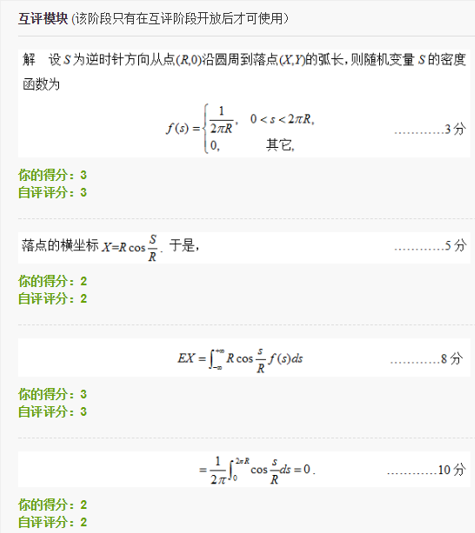 互评模块 (该阶段只有在互评阶段开放后才可使用)
解 设 S 为逆时针方向从点(R,0)沿圆周到落点(X,Y)的弧长,则随机变量 S 的密度
函数为
f(s) = { 1/(2πR), 0 < s < 2πR, …………3 分
0, 其它,
你的得分：3
自评评分：3
落点的横坐标 X=R cos S/R . 于是, …………5 分
你的得分：2
自评评分：2
EX = ∫_{-∞}^{+∞} R cos s/R f(s)ds …………8 分
你的得分：3
自评评分：3
= 1/(2π) ∫_0^{2πR} cos s/R ds = 0 . …………10 分
你的得分：2
自评评分：2